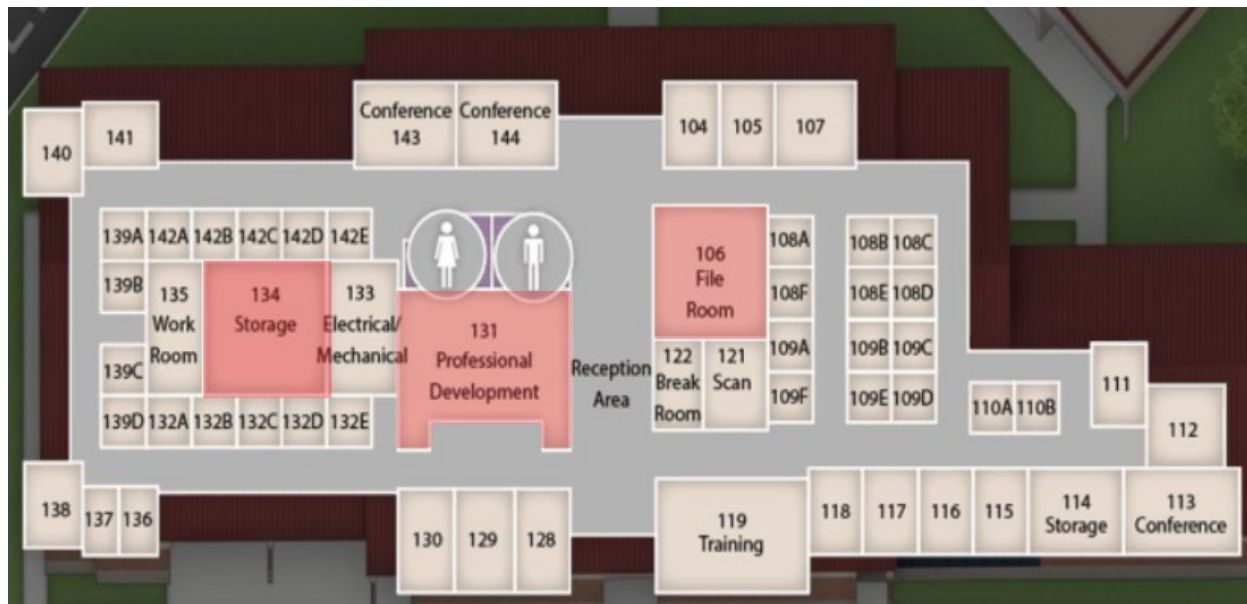 Conference
143
Conference
144
104
105
107
140
141
139A
142A
142B
142C
142D
142E
139B
135
Work
Room
134
Storage
133
Electrical/
Mechanical
139C
139D
132A
132B
132C
132D
132E
131
Professional
Development
Reception
Area
106
File
Room
122
Break
Room
121
Scan
108A
108F
109A
109F
108B
108C
108E
108D
109B
109C
109E
109D
110A
110B
111
112
138
137
136
130
129
128
119
Training
118
117
116
115
114
Storage
113
Conference